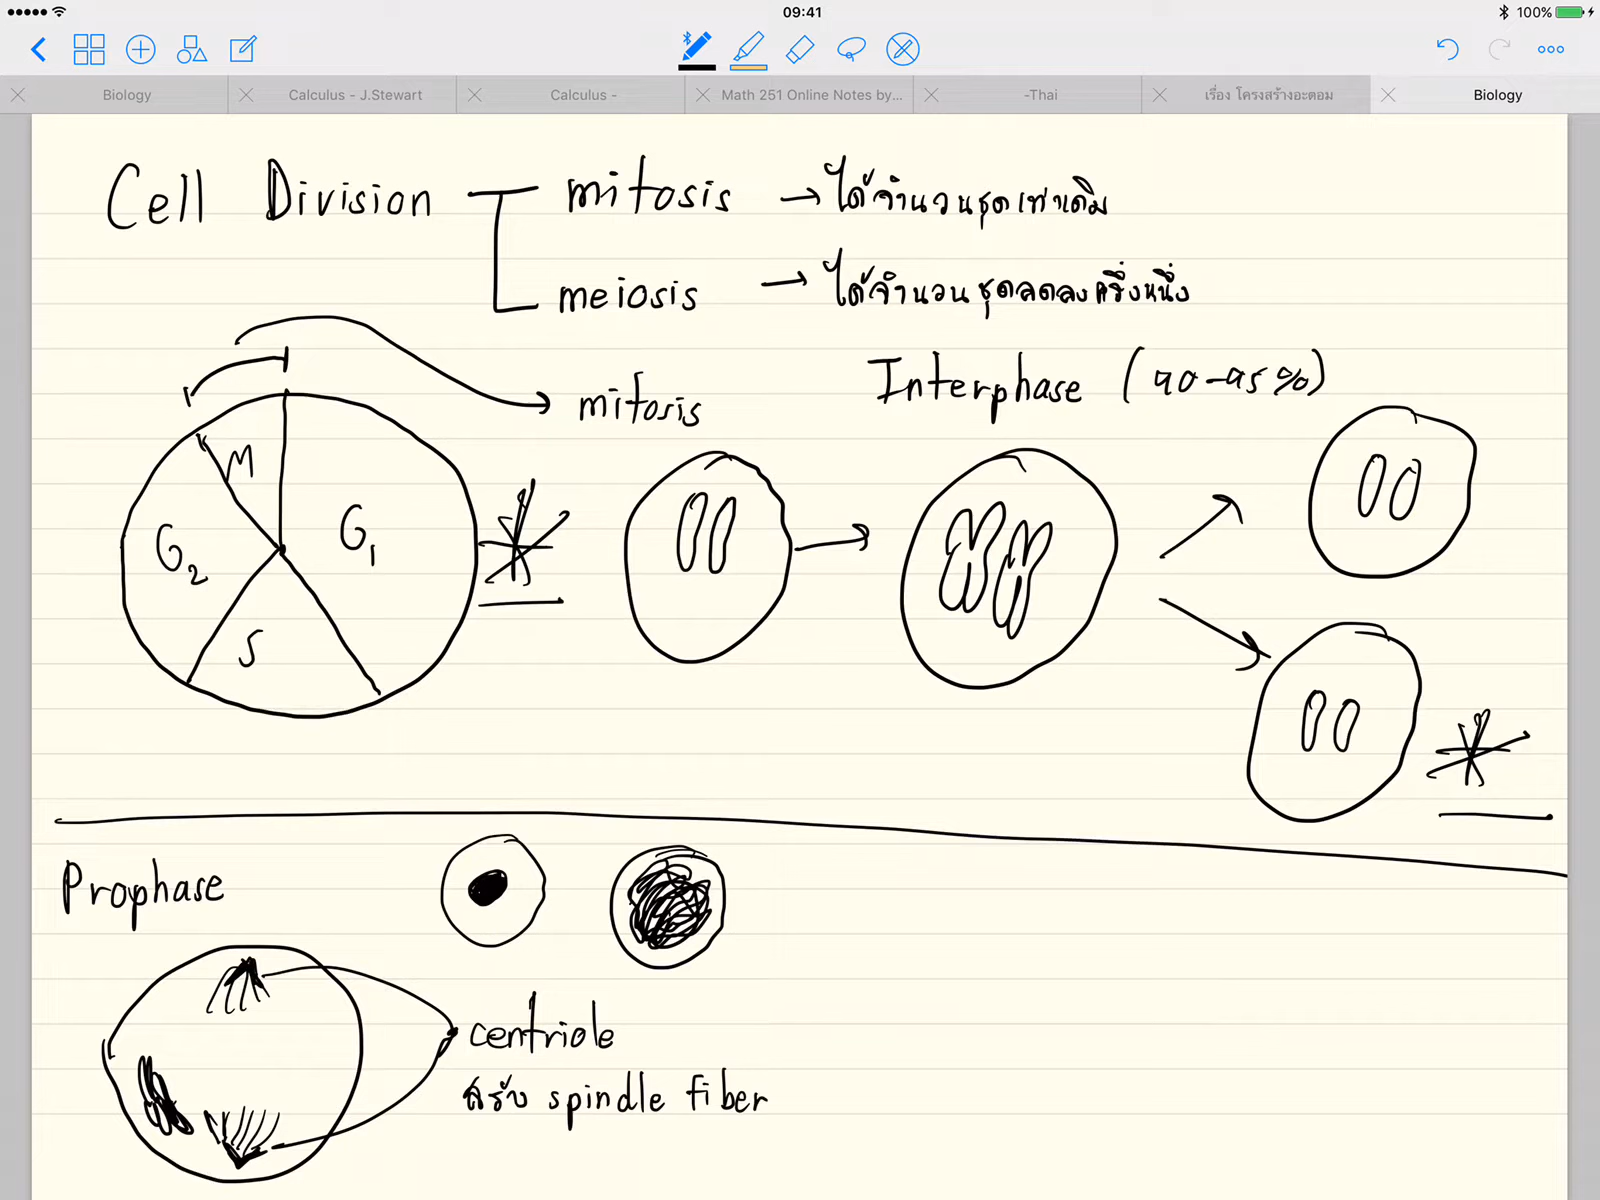 09:41
100%
Biology
Calculus - J.Stewart
Calculus -
Math 251 Online Notes by...
-Thai
เรื่อง โครงสร้างอะตอม
Biology
Cell Division
mitosis → ได้จำนวนชุดเท่าเดิม
meiosis → ได้จำนวนชุดลดลงครึ่งหนึ่ง
Interphase (90-95%)
mitosis
M
G1
G2
S
Prophase
centriole
สร้าง spindle fiber